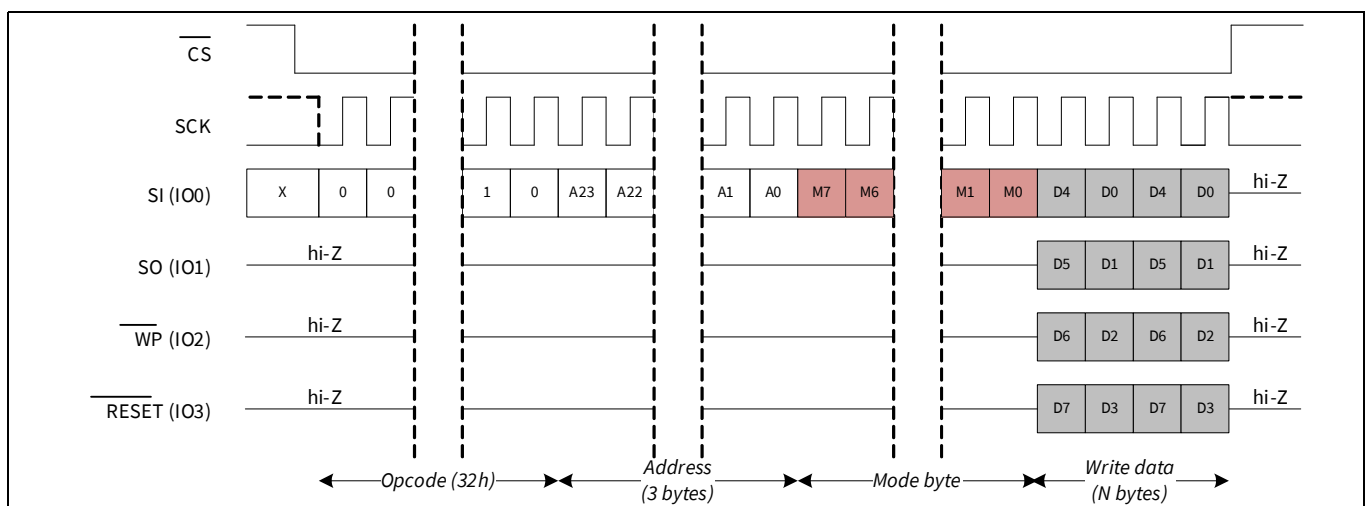 CS
SCK
SI (IO0) X 0 0 1 0 A23 A22 A1 A0 M7 M6 M1 M0 D4 D0 D4 D0 hi-Z
SO (IO1) hi-Z D5 D1 D5 D1 hi-Z
WP (IO2) hi-Z D6 D2 D6 D2 hi-Z
RESET (IO3) hi-Z D7 D3 D7 D3 hi-Z
Opcode (32h) Address Mode byte Write data
(3 bytes) (N bytes)